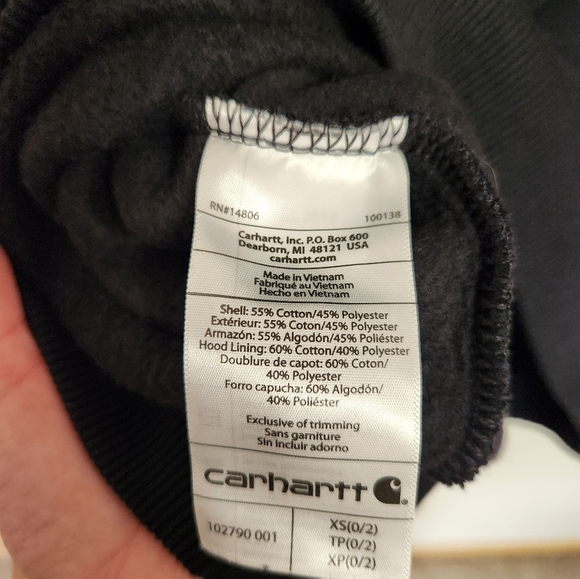 RN#14806 100138
Carhartt, Inc. P.O. Box 600
Dearborn, MI 48121 USA
carhartt.com
Made in Vietnam
Fabriqué au Vietnam
Hecho en Vietnam
Shell: 55% Cotton/45% Polyester
Extérieur: 55% Coton/45% Polyester
Armazón: 55% Algodón/45% Poliéster
Hood Lining: 60% Cotton/40% Polyester
Doublure de capot: 60% Coton/
40% Polyester
Forro capucha: 60% Algodón/
40% Poliéster
Exclusive of trimming
Sans garniture
Sin incluir adorno
carhartt
102790 001
XS(0/2)
TP(0/2)
XP(0/2)